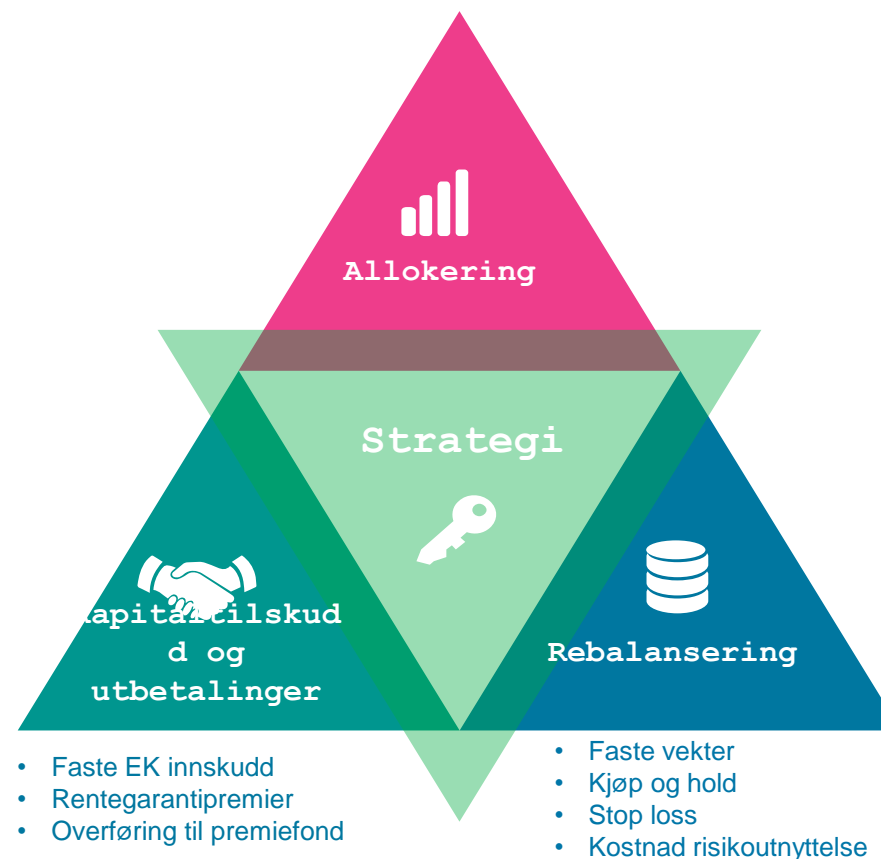 Allokering
Strategi
Kapitaltilskud
d og
utbetalinger
Rebalansering
• Faste EK innskudd
• Rentegarantipremier
• Overføring til premiefond
• Faste vekter
• Kjøp og hold
• Stop loss
• Kostnad risikoutnyttelse